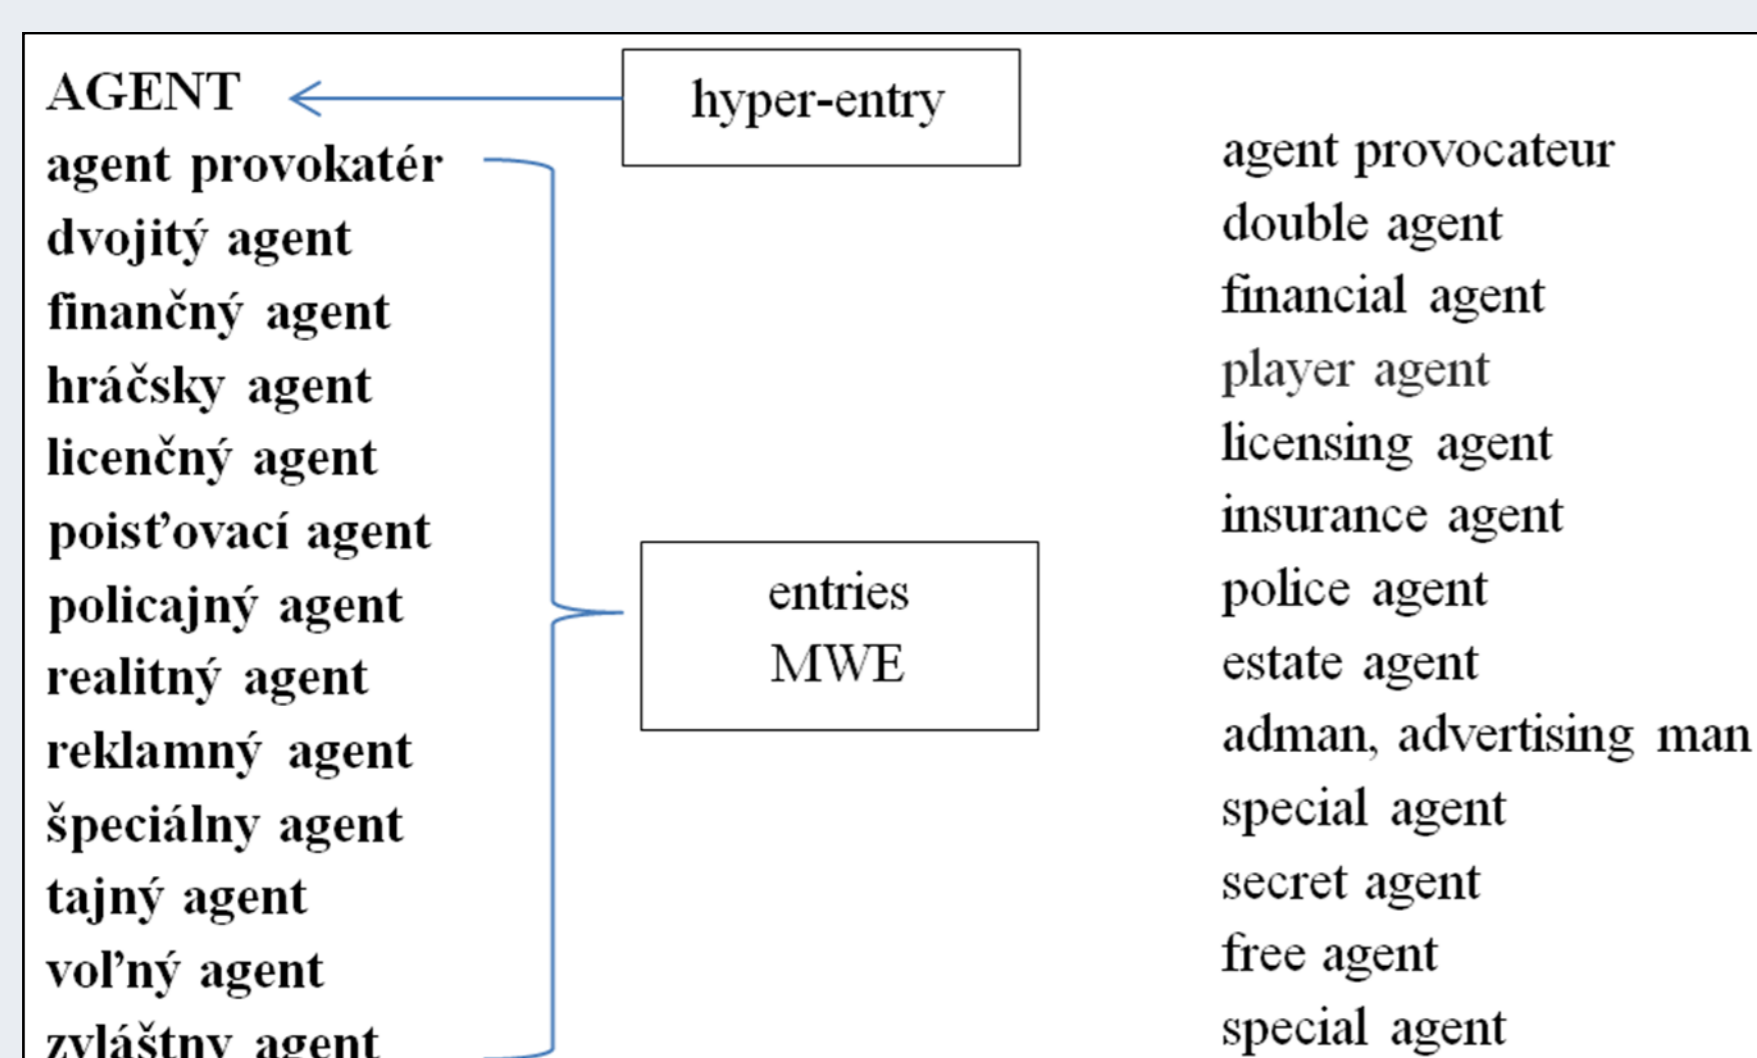 AGENT
hyper-entry
agent provokatér
dvojitý agent
finančný agent
hráčsky agent
licenčný agent
poisťovací agent
policajný agent
realitný agent
reklamný agent
špeciálny agent
tajný agent
voľný agent
zvláštny agent
entries
MWE
agent provocateur
double agent
financial agent
player agent
licensing agent
insurance agent
police agent
estate agent
adman, advertising man
special agent
secret agent
free agent
special agent